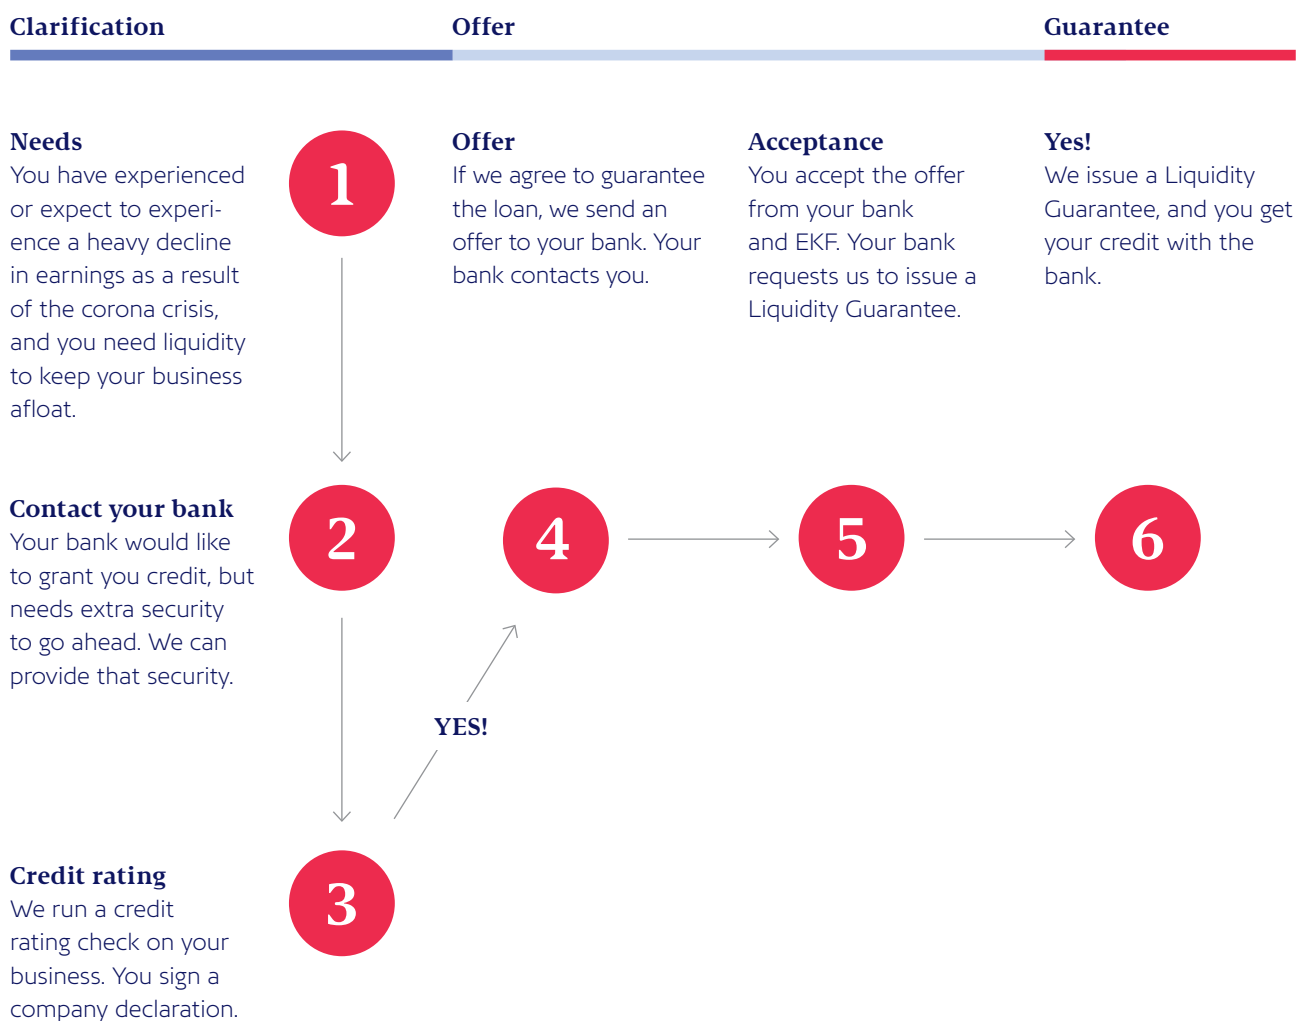 Clarification
Offer
Guarantee
Needs
You have experienced
or expect to experi-
ence a heavy decline
in earnings as a result
of the corona crisis,
and you need liquidity
to keep your business
afloat.
1
Offer
If we agree to guarantee
the loan, we send an
offer to your bank. Your
bank contacts you.
Acceptance
You accept the offer
from your bank
and EKF. Your bank
requests us to issue a
Liquidity Guarantee.
Yes!
We issue a Liquidity
Guarantee, and you get
your credit with the
bank.
Contact your bank
Your bank would like
to grant you credit, but
needs extra security
to go ahead. We can
provide that security.
2
4
5
6
YES!
Credit rating
We run a credit
rating check on your
business. You sign a
company declaration.
3